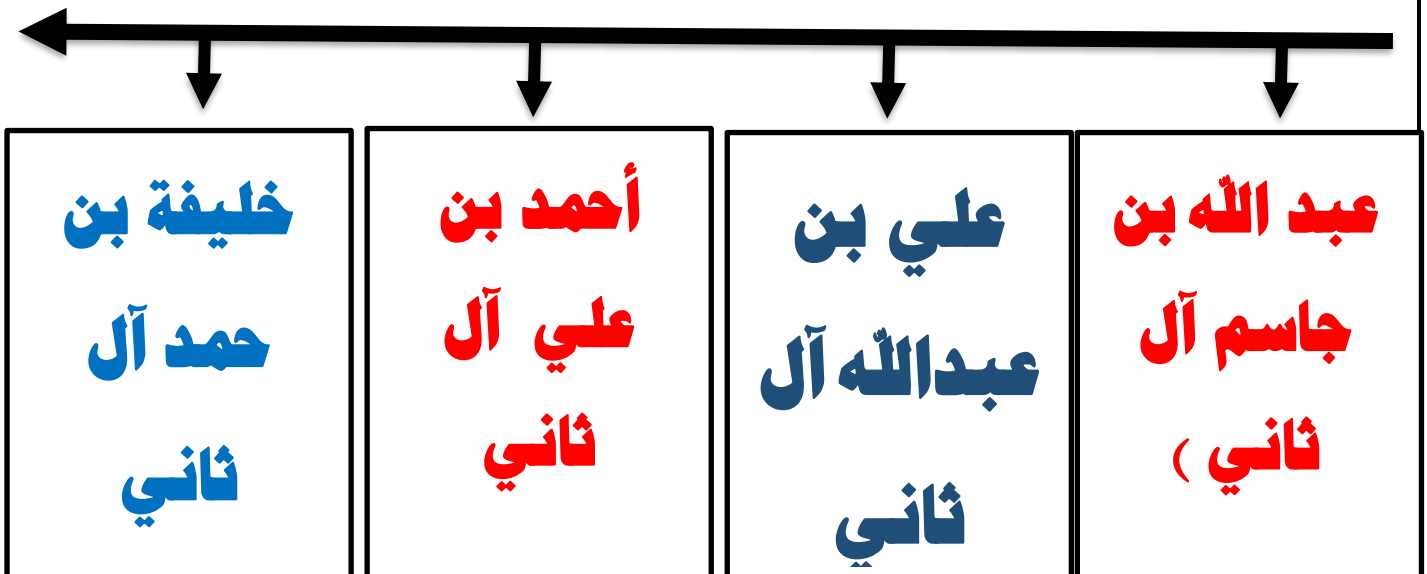 عبد الله بن
جاسم آل
ثاني )
علي بن
عبدالله آل
ثاني
أحمد بن
علي آل
ثاني
خليفة بن
حمد آل
ثاني